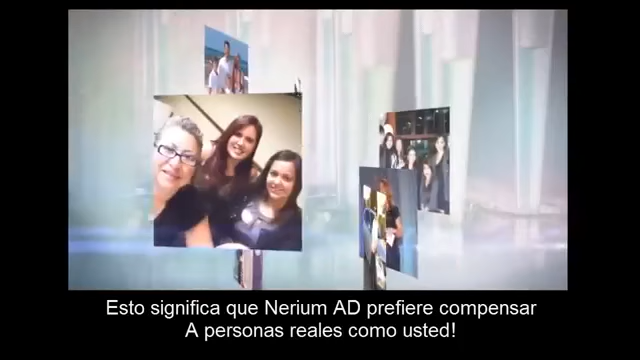 Esto significa que Nerium AD prefiere compensar
A personas reales como usted!